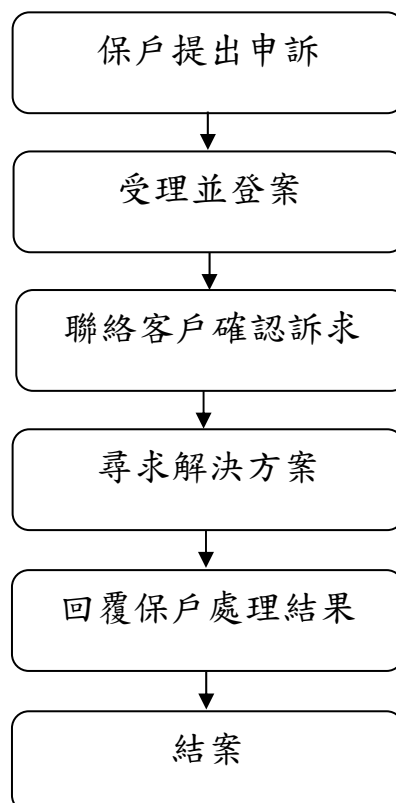 保戶提出申訴
受理並登案
聯絡客戶確認訴求
尋求解決方案
回覆保戶處理結果
結案